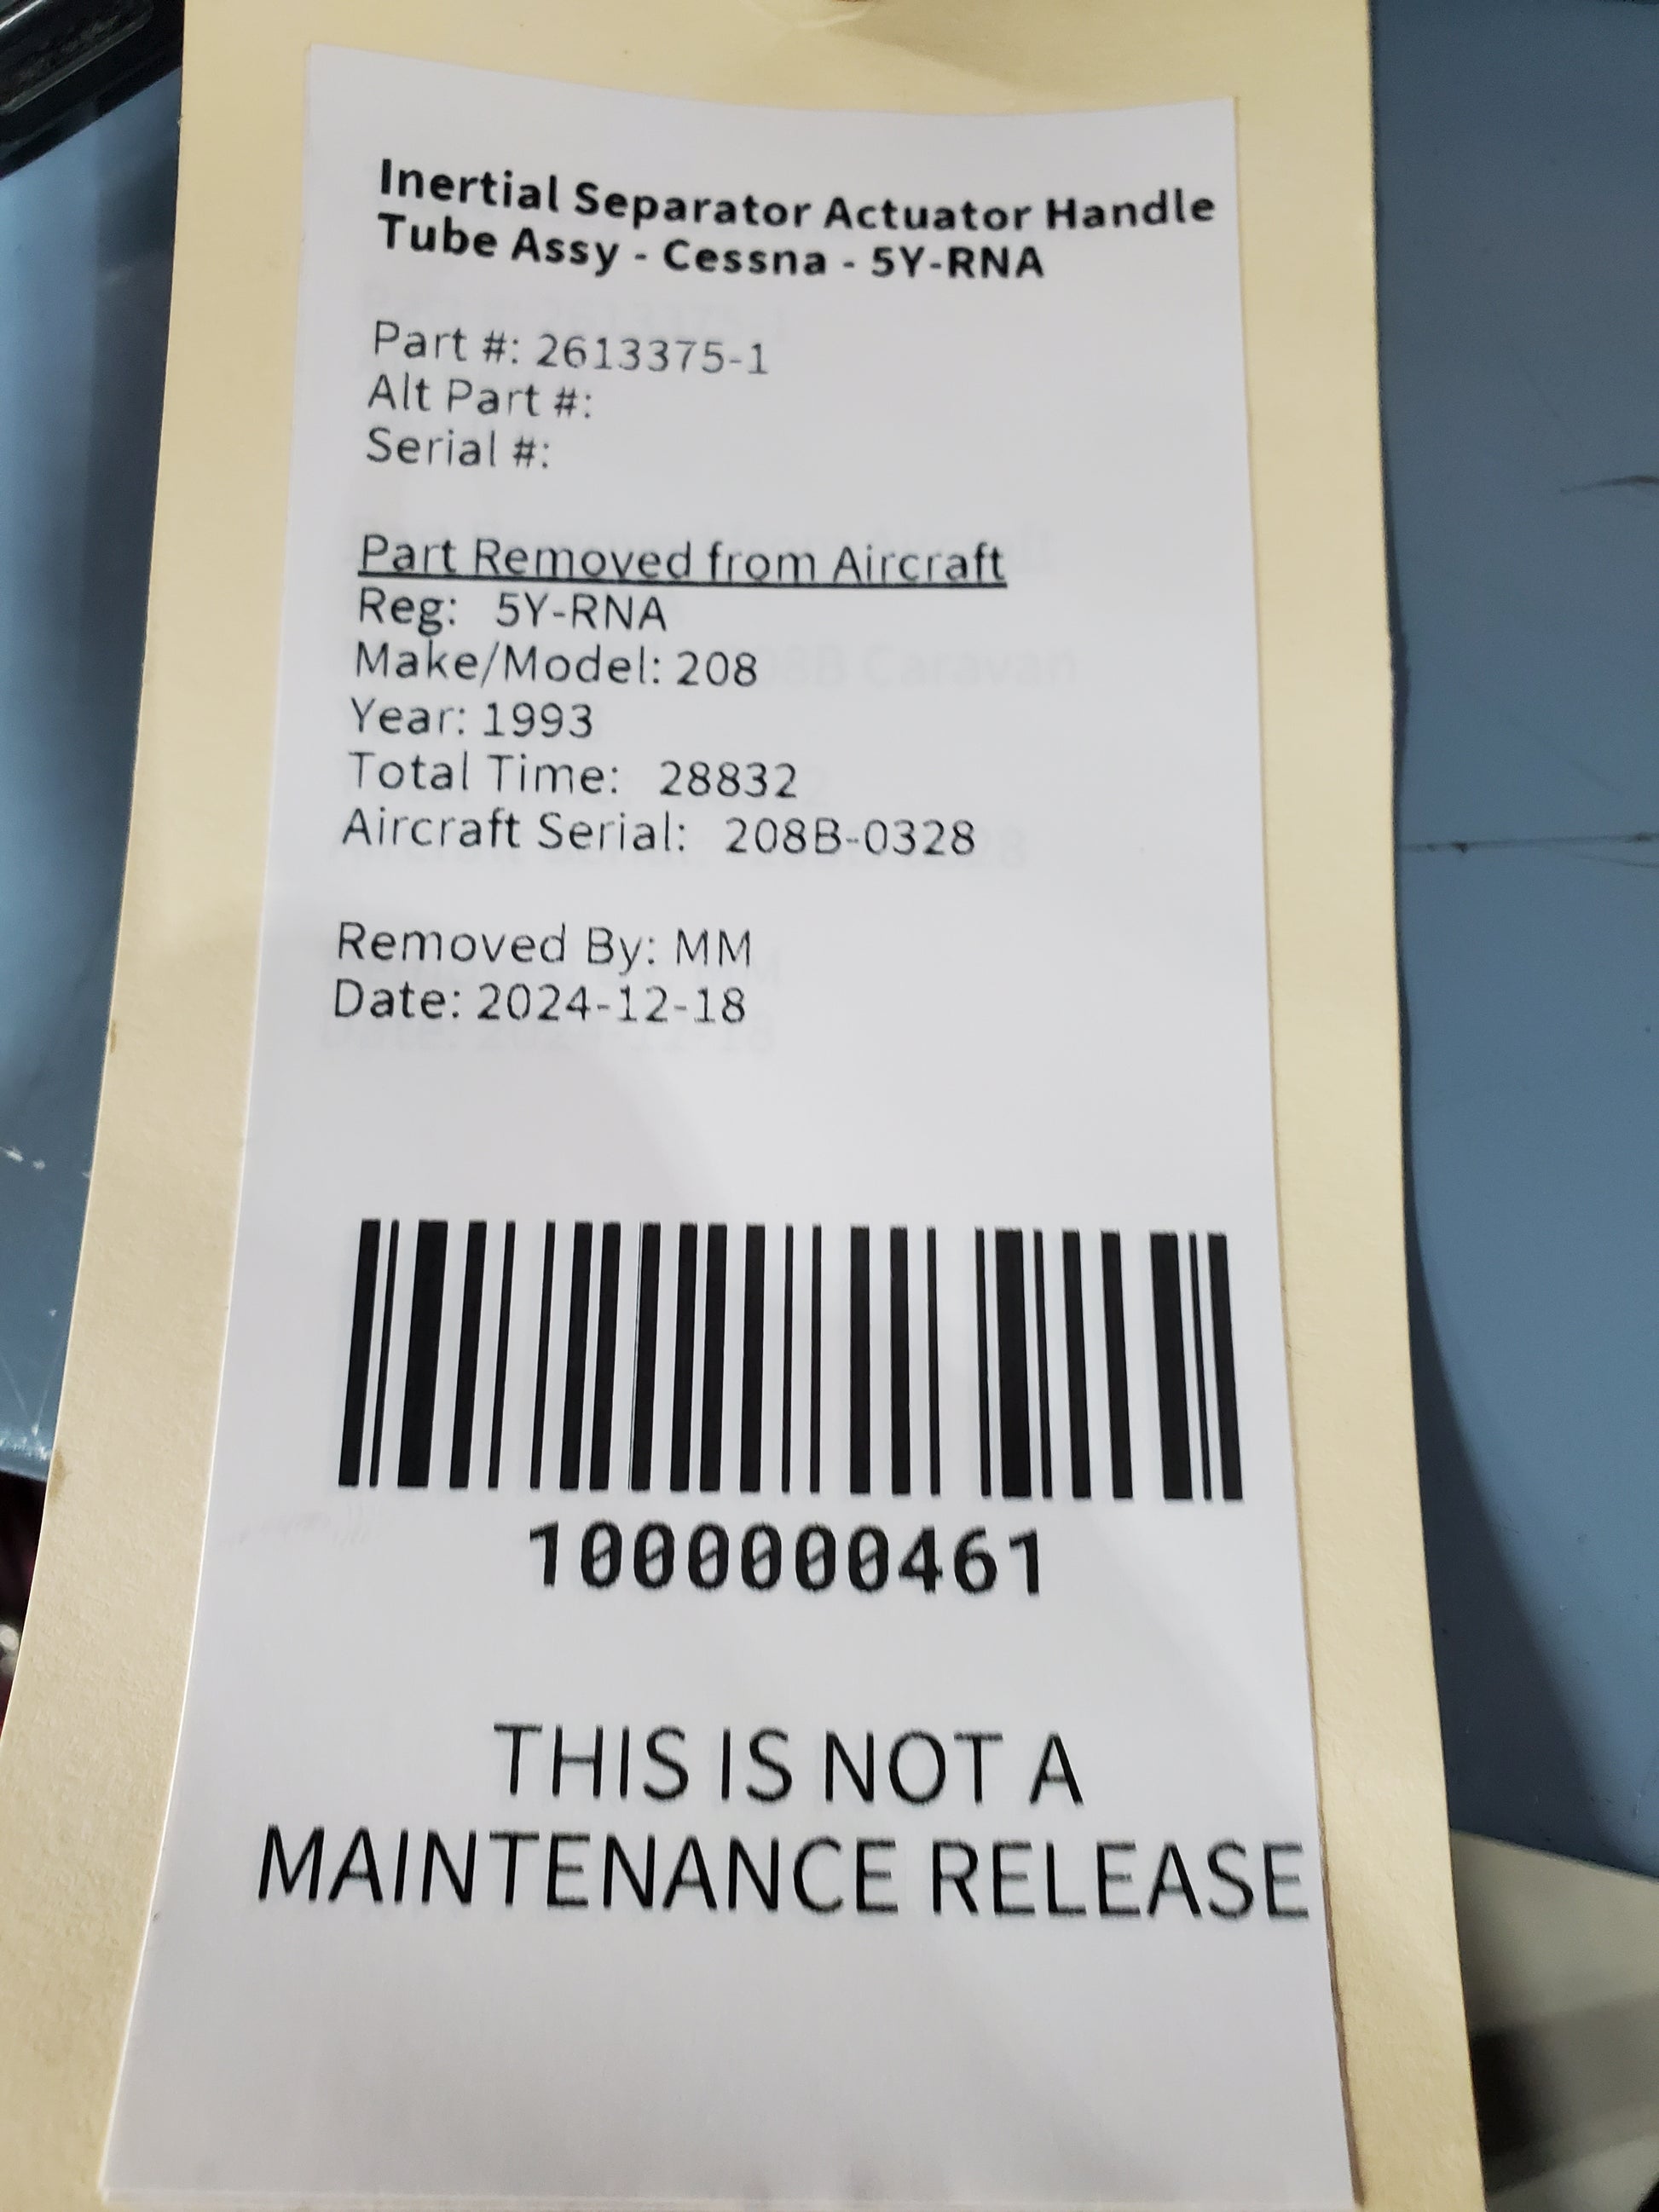 Inertial Separator Actuator Handle
Tube Assy - Cessna - 5Y-RNA
Part #: 2613375-1
Alt Part #:
Serial #:
Part Removed from Aircraft
Reg: 5Y-RNA
Make/Model: 208
Year: 1993
Total Time: 28832
Aircraft Serial: 208B-0328
Removed By: MM
Date: 2024-12-18
1000000461
THIS IS NOT A
MAINTENANCE RELEASE